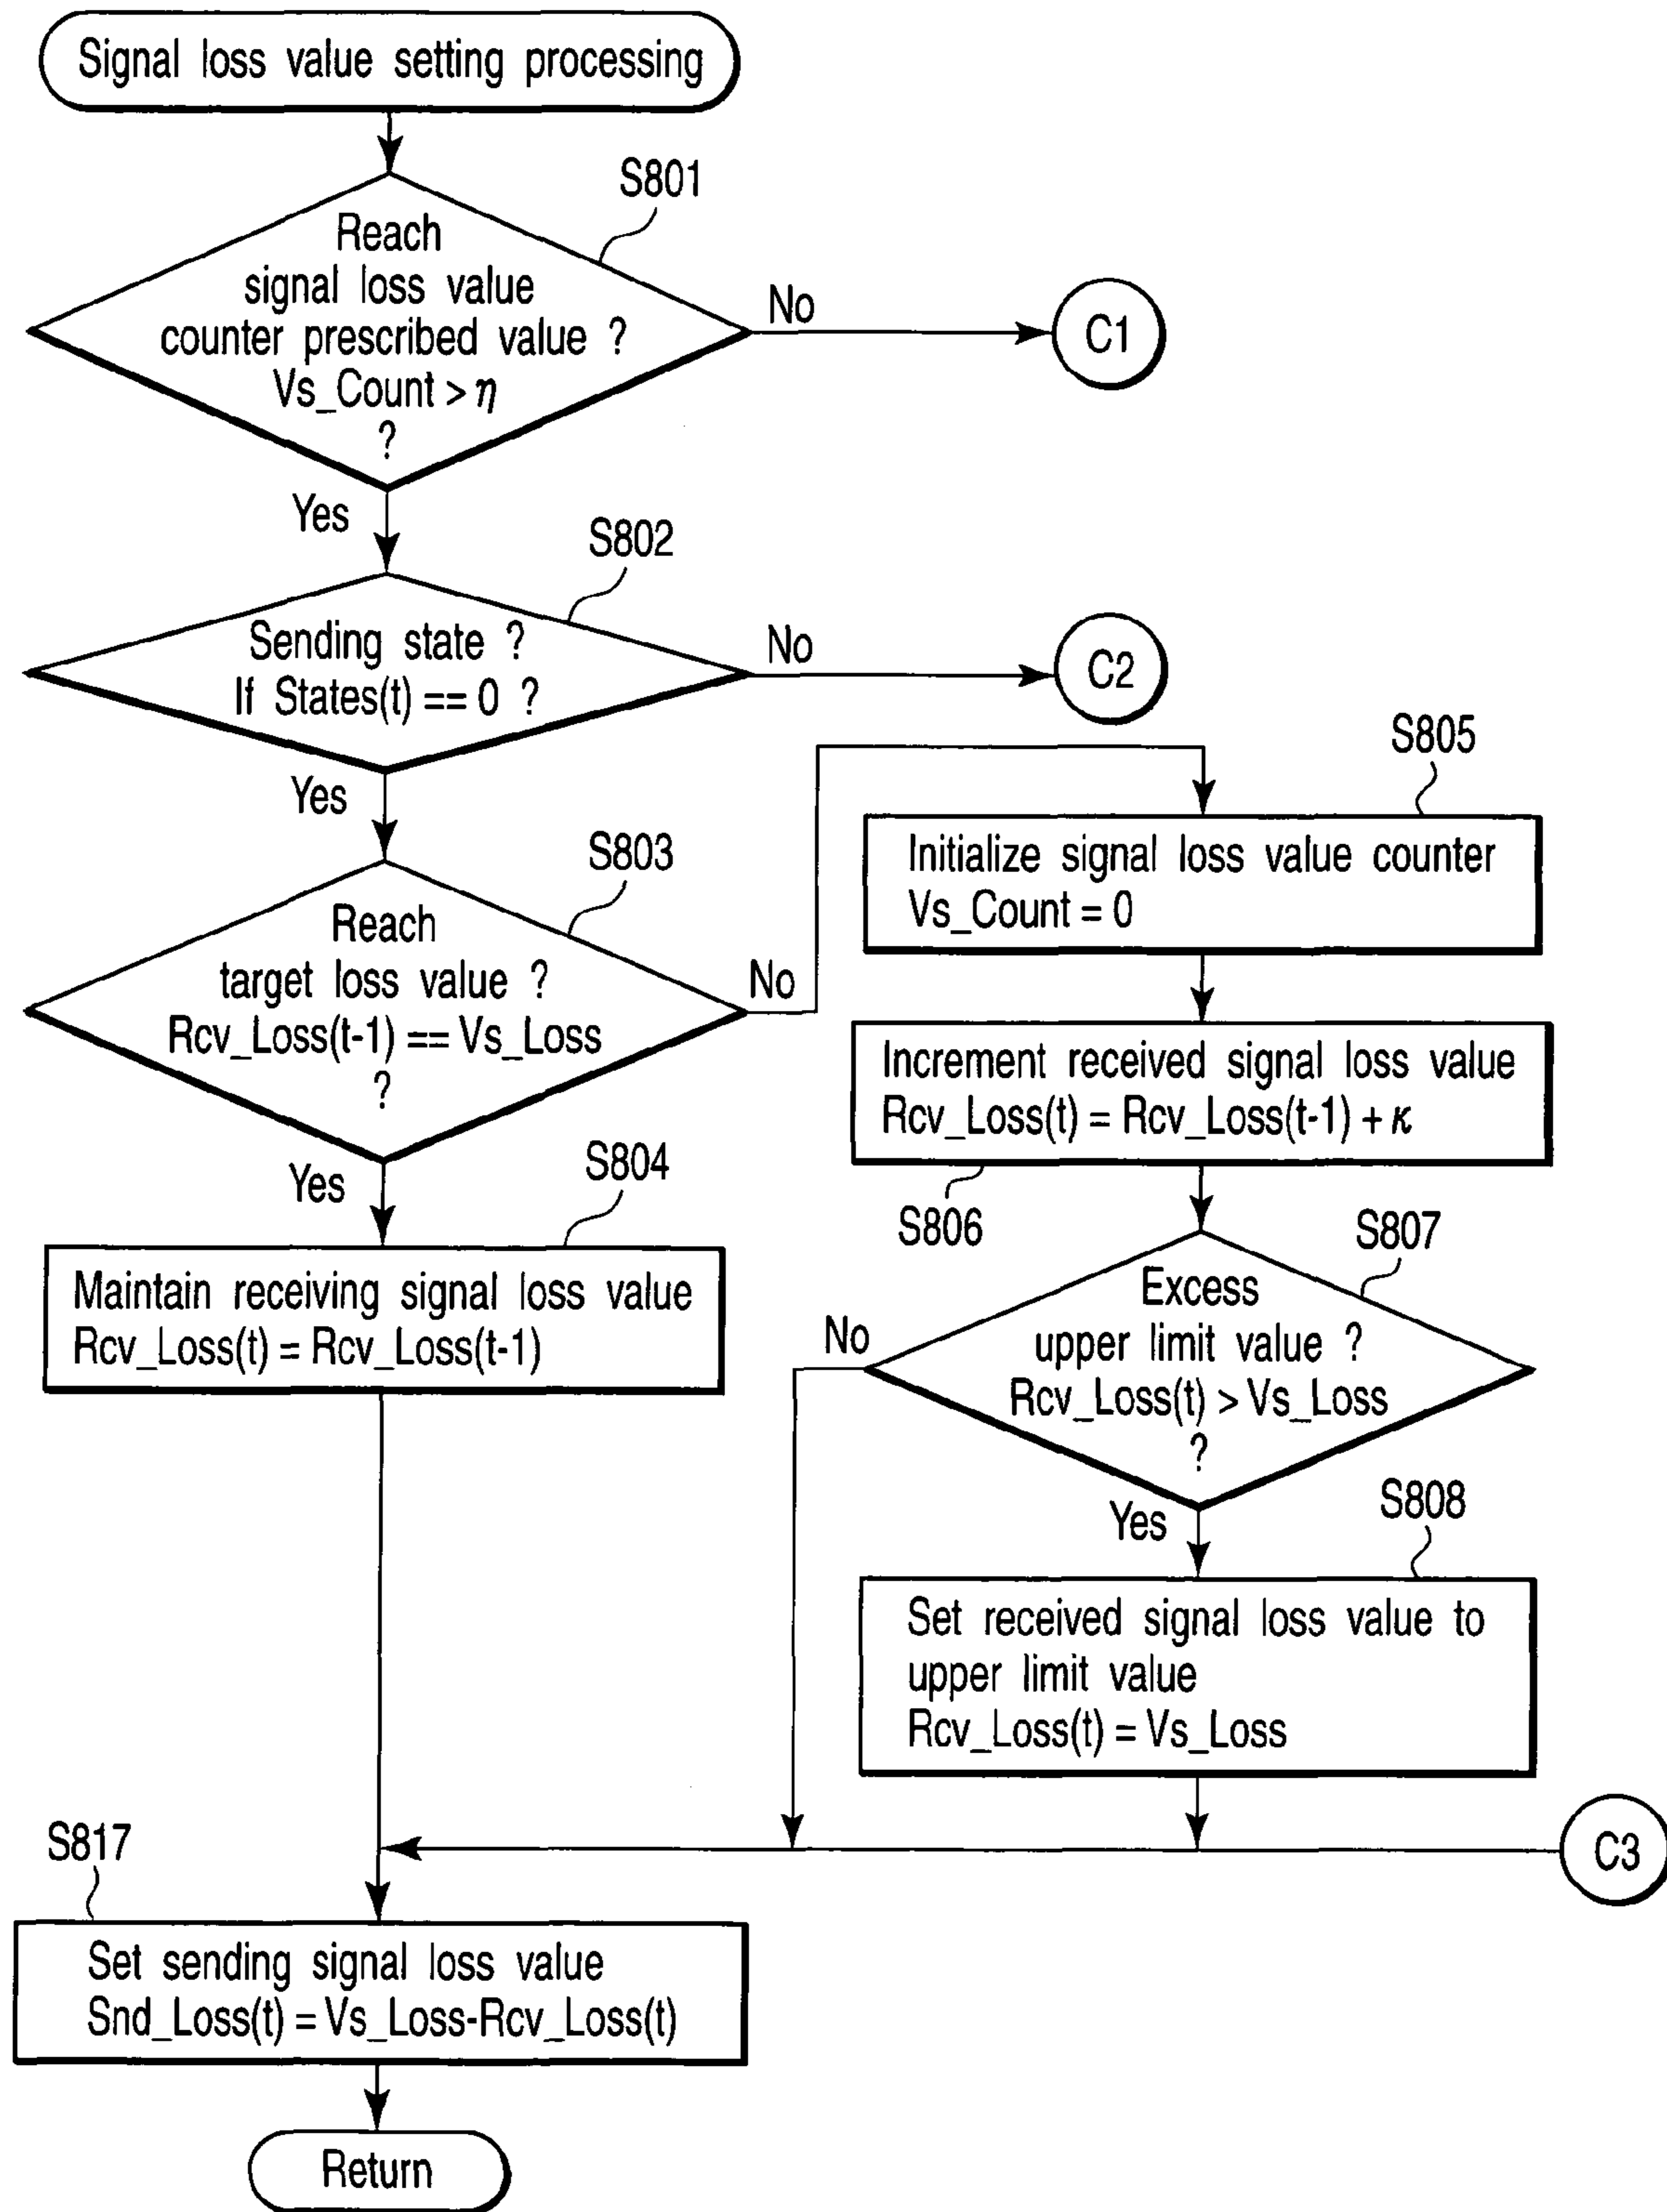 Signal loss value setting processing
S801
Reach
signal loss value
counter prescribed value ?
Vs_Count > η
?
No
C1
Yes
S802
Sending state ?
If States(t) == 0 ?
No
C2
Yes
S803
Reach
target loss value ?
Rcv_Loss(t-1) == Vs_Loss
?
No
S805
Initialize signal loss value counter
Vs_Count = 0
Increment received signal loss value
Rcv_Loss(t) = Rcv_Loss(t-1) + κ
S806
Yes
S804
Maintain receiving signal loss value
Rcv_Loss(t) = Rcv_Loss(t-1)
S807
Excess
upper limit value ?
Rcv_Loss(t) > Vs_Loss
?
No
Yes
S808
Set received signal loss value to
upper limit value
Rcv_Loss(t) = Vs_Loss
C3
S817
Set sending signal loss value
Snd_Loss(t) = Vs_Loss-Rcv_Loss(t)
Return